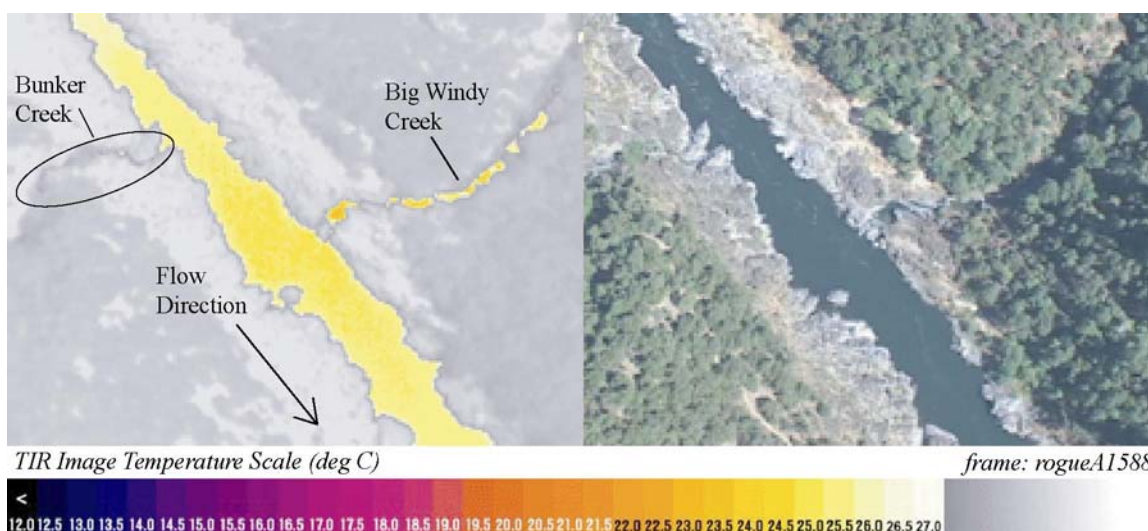 Bunker
Creek
Big Windy
Creek
Flow
Direction
TIR Image Temperature Scale (deg C)
frame: rogueA1588
<
12.0 12.5 13.0 13.5 14.0 14.5 15.0 15.5 16.0 16.5 17.0 17.5 18.0 18.5 19.0 19.5 20.0 20.5 21.0 21.5 22.0 22.5 23.0 23.5 24.0 24.5 25.0 25.5 26.0 26.5 27.0